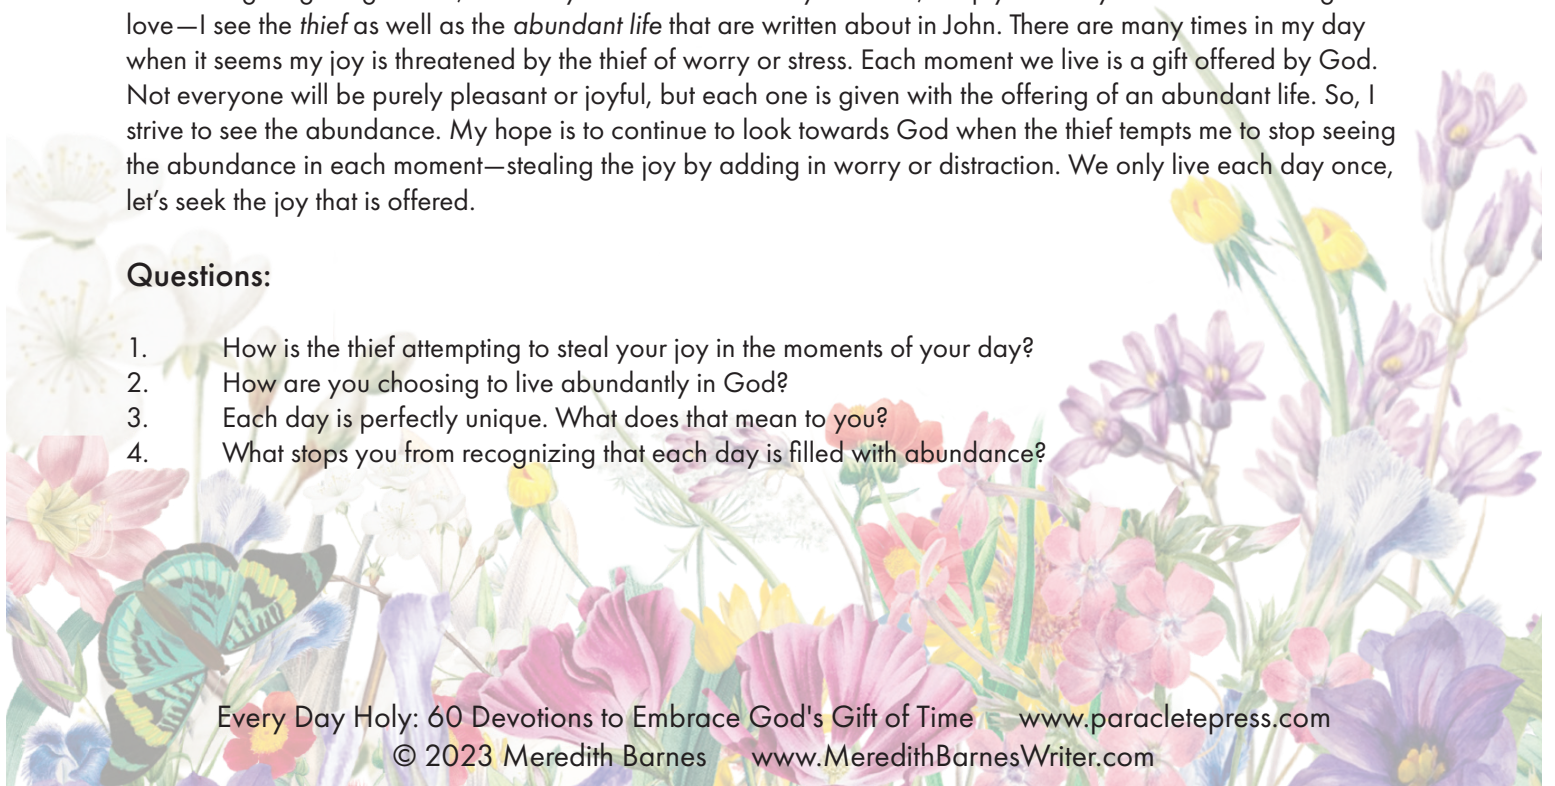 love—I see the thief as well as the abundant life that are written about in John. There are many times in my day
when it seems my joy is threatened by the thief of worry or stress. Each moment we live is a gift offered by God.
Not everyone will be purely pleasant or joyful, but each one is given with the offering of an abundant life. So, I
strive to see the abundance. My hope is to continue to look towards God when the thief tempts me to stop seeing
the abundance in each moment—stealing the joy by adding in worry or distraction. We only live each day once,
let's seek the joy that is offered.
Questions:
1. How is the thief attempting to steal your joy in the moments of your day?
2. How are you choosing to live abundantly in God?
3. Each day is perfectly unique. What does that mean to you?
4. What stops you from recognizing that each day is filled with abundance?
Every Day Holy: 60 Devotions to Embrace God's Gift of Time www.paracletepress.com
© 2023 Meredith Barnes www.MeredithBarnesWriter.com